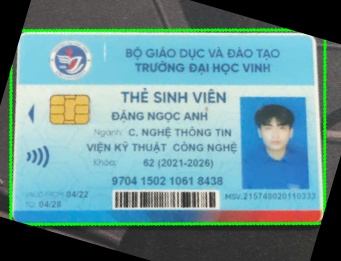 BỘ GIÁO DỤC VÀ ĐÀO TẠO
TRƯỜNG ĐẠI HỌC VINH
THẺ SINH VIÊN
ĐẶNG NGỌC ANH
Ngành: C. NGHỆ THÔNG TIN
VIỆN KỸ THUẬT CÔNG NGHỆ
Khóa: 62 (2021-2026)
9704 1502 1061 8438
VALID FROM: 04/22
TO: 04/28
MSV: 215748020110333